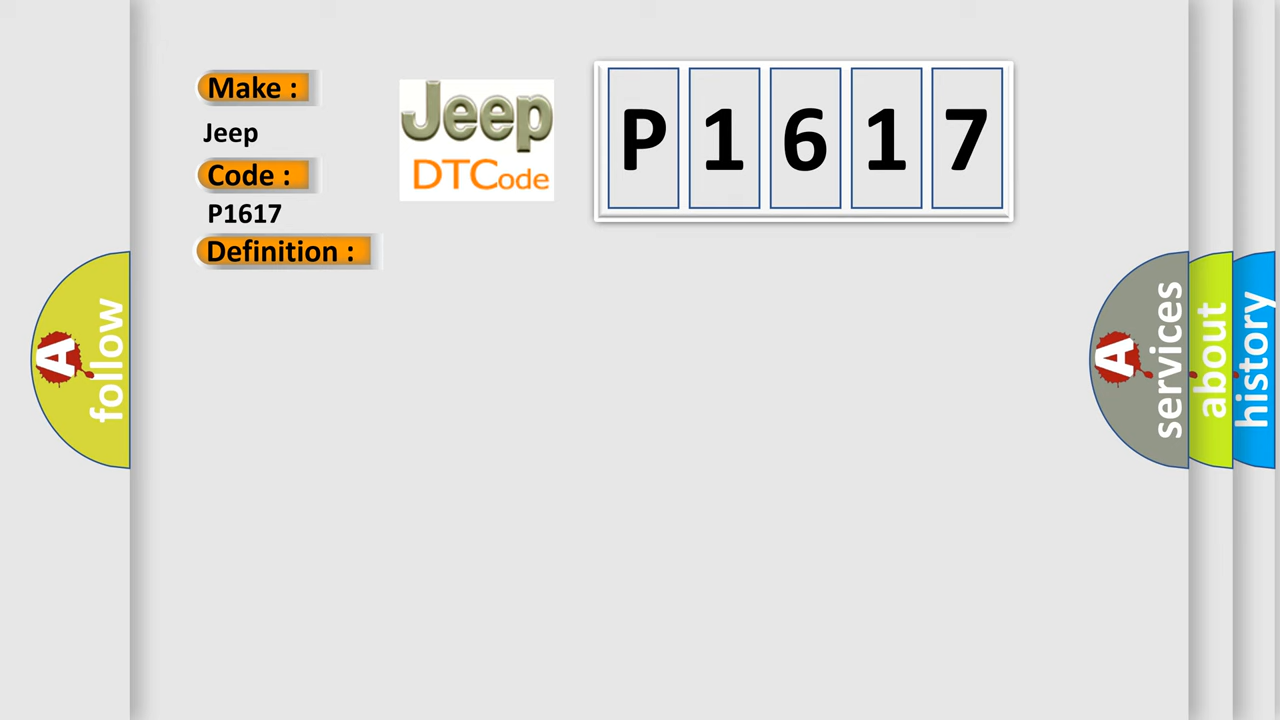 Make :
Jeep
Code :
P1617
Definition :
Jeep
DTCode
P 1 6 1 7
A
follow
A
services
about
history